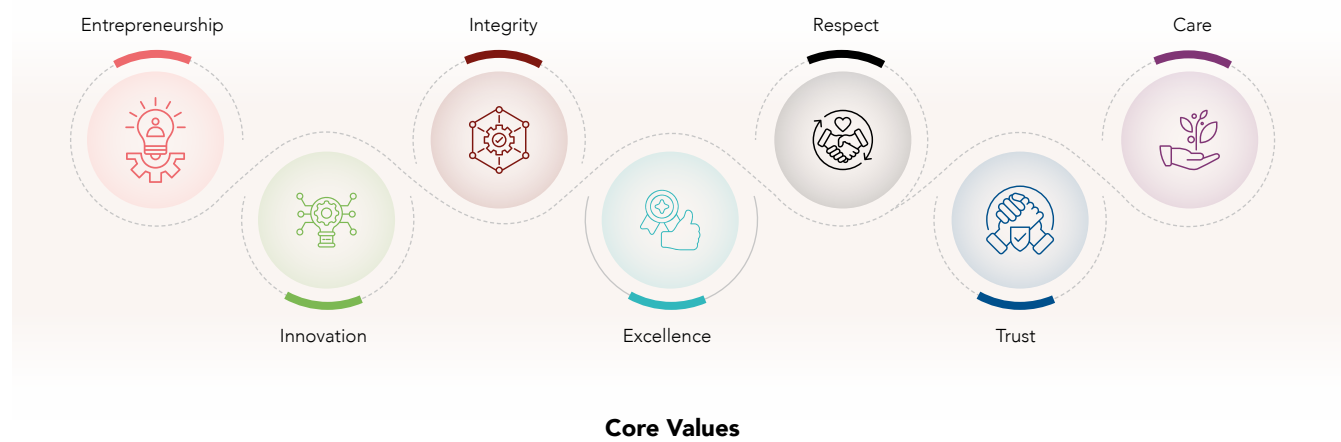 Entrepreneurship
Integrity
Respect
Care
Innovation
Excellence
Trust
Core Values